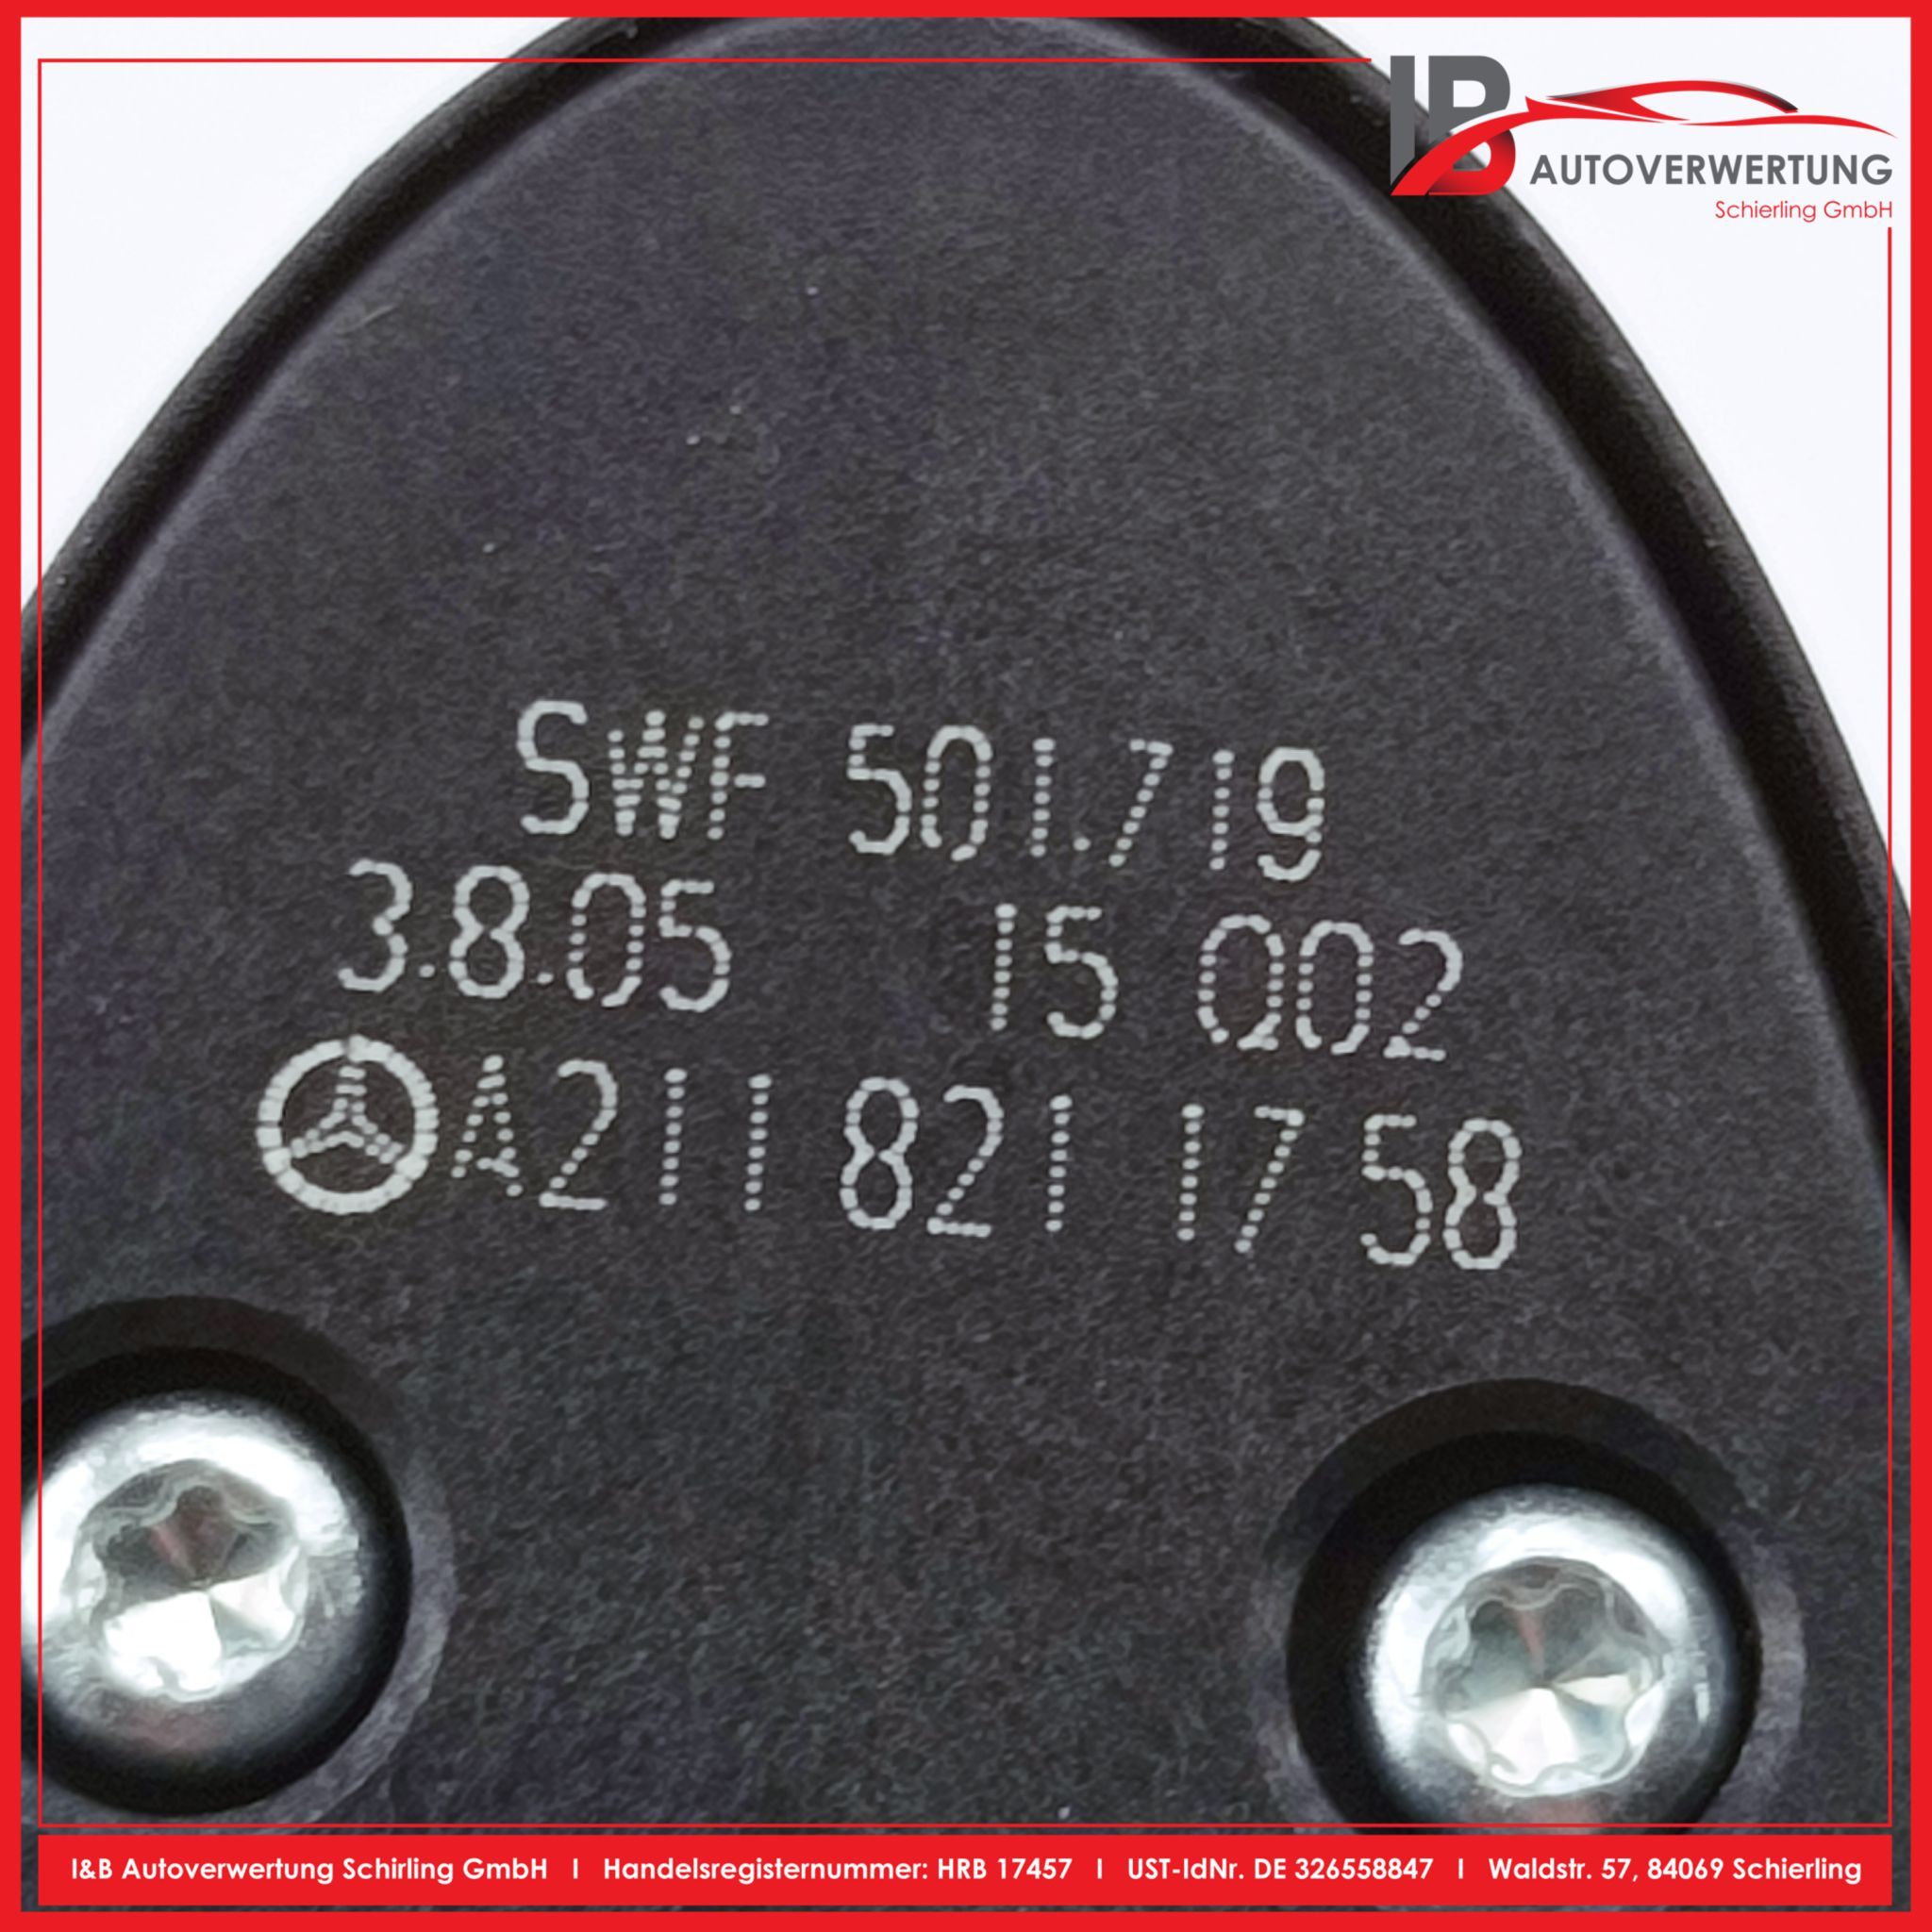 IB
AUTOVERWERTUNG
Schierling GmbH
SWF 501.719
3.8.05 15 Q02
A211 821 17 58
I&B Autoverwertung Schirling GmbH | Handelsregisternummer: HRB 17457 | UST-IdNr. DE 326558847 | Waldstr. 57, 84069 Schierling